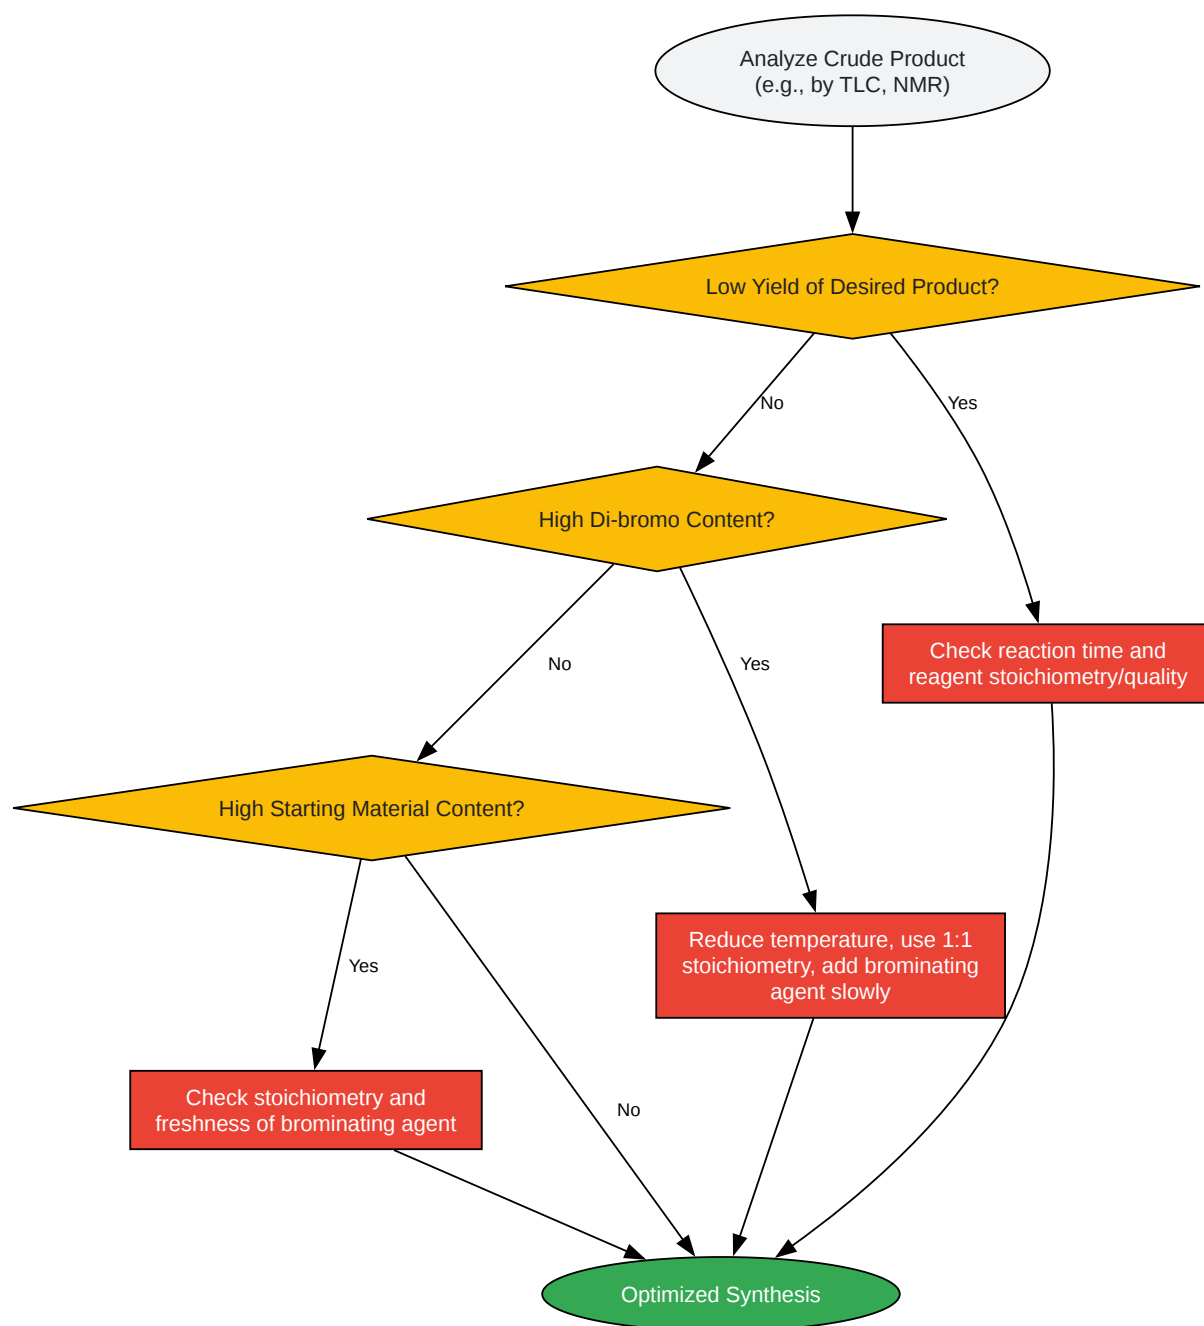 Analyze Crude Product
(e.g., by TLC, NMR)
Low Yield of Desired Product?
No
Yes
High Di-bromo Content?
No
Yes
Check reaction time and
reagent stoichiometry/quality
High Starting Material Content?
Reduce temperature, use 1:1
stoichiometry, add brominating
agent slowly
Yes
Check stoichiometry and
freshness of brominating agent
No
Optimized Synthesis